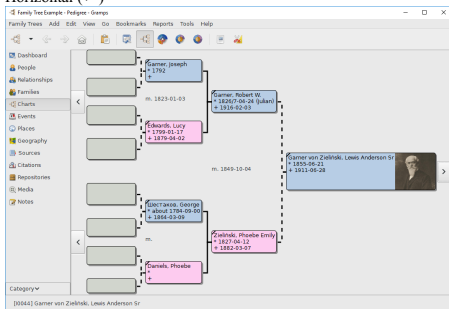 Horizontal (←)
Family Tree Example - Pedigree - Gramps
Family Trees Add Edit View Go Bookmarks Reports Tools Help
Dashboard
People
Relationships
Families
Charts
Events
Places
Geography
Sources
Citations
Repositories
Media
Notes
Category
Garner, Joseph
* 1792
+
m. 1823-01-03
Edwards, Lucy
* 1799-01-17
+ 1879-04-02
Garner, Robert W.
* 1826/7-04-24 (Julian)
+ 1916-02-03
m. 1849-10-04
Garner von Zieliński, Lewis Anderson Sr
* 1855-06-21
+ 1911-06-28
Шестаков, George
* about 1784-09-00
+ 1864-03-09
m.
Daniels, Phoebe
*
+
Zieliński, Phoebe Emily
* 1827-04-12
+ 1882-03-07
[I0044] Garner von Zieliński, Lewis Anderson Sr